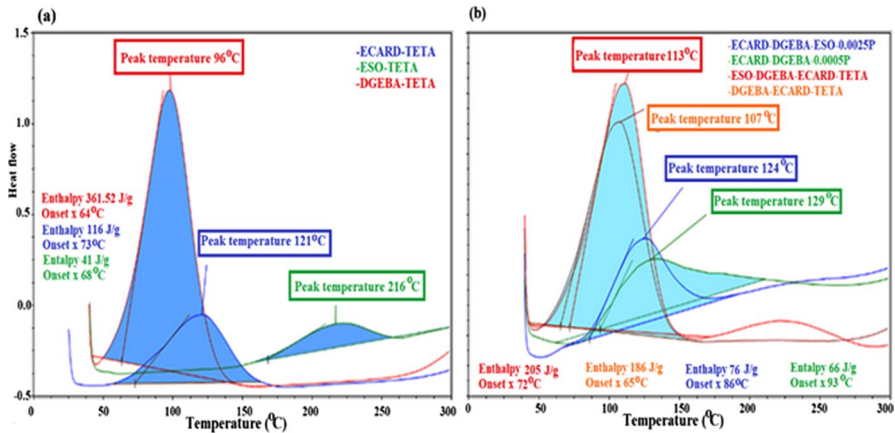 (a)
Peak temperature 96°C
-ECARD-TETA
-ESO-TETA
-DGEBA-TETA
1.5
1.0
0.5
0.0
-0.5
Heat flow
Enthalpy 361.52 J/g
Onset x 64°C
Enthalpy 116 J/g
Onset x 73°C
Entalpy 41 J/g
Onset x 68°C
Peak temperature 121°C
Peak temperature 216°C
0 50 100 150 200 250 300
Temperature (°C)
(b)
Peak temperature 113°C
-ECARD-DGEBA-ESO-0.0025P
-ECARD-DGEBA-0.0005P
-ESO-DGEBA-ECARD-TETA
-DGEBA-ECARD-TETA
Peak temperature 107 °C
Peak temperature 124°C
Peak temperature 129 °C
Enthalpy 205 J/g
Onset x 72°C
Enthalpy 186 J/g
Onset x 65°C
Enthalpy 76 J/g
Onset x 86°C
Enthalpy 66 J/g
Onset x 93°C
0 50 100 150 200 250 300
Temperature (°C)